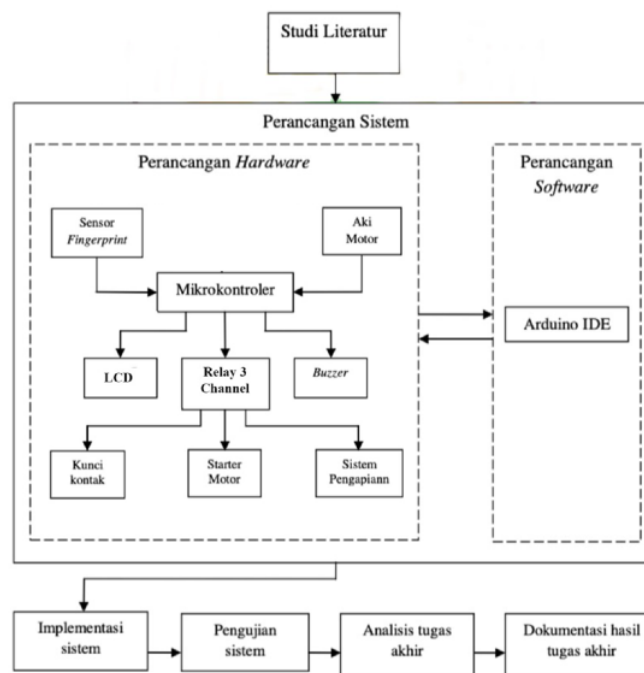 Studi Literatur
Perancangan Sistem
Perancangan Hardware
Perancangan
Software
Sensor
Fingerprint
Aki
Motor
Mikrokontroler
Arduino IDE
LCD
Relay 3
Channel
Buzzer
Kunci
kontak
Starter
Motor
Sistem
Pengapiann
Implementasi
sistem
Pengujian
sistem
Analisis tugas
akhir
Dokumentasi hasil
tugas akhir